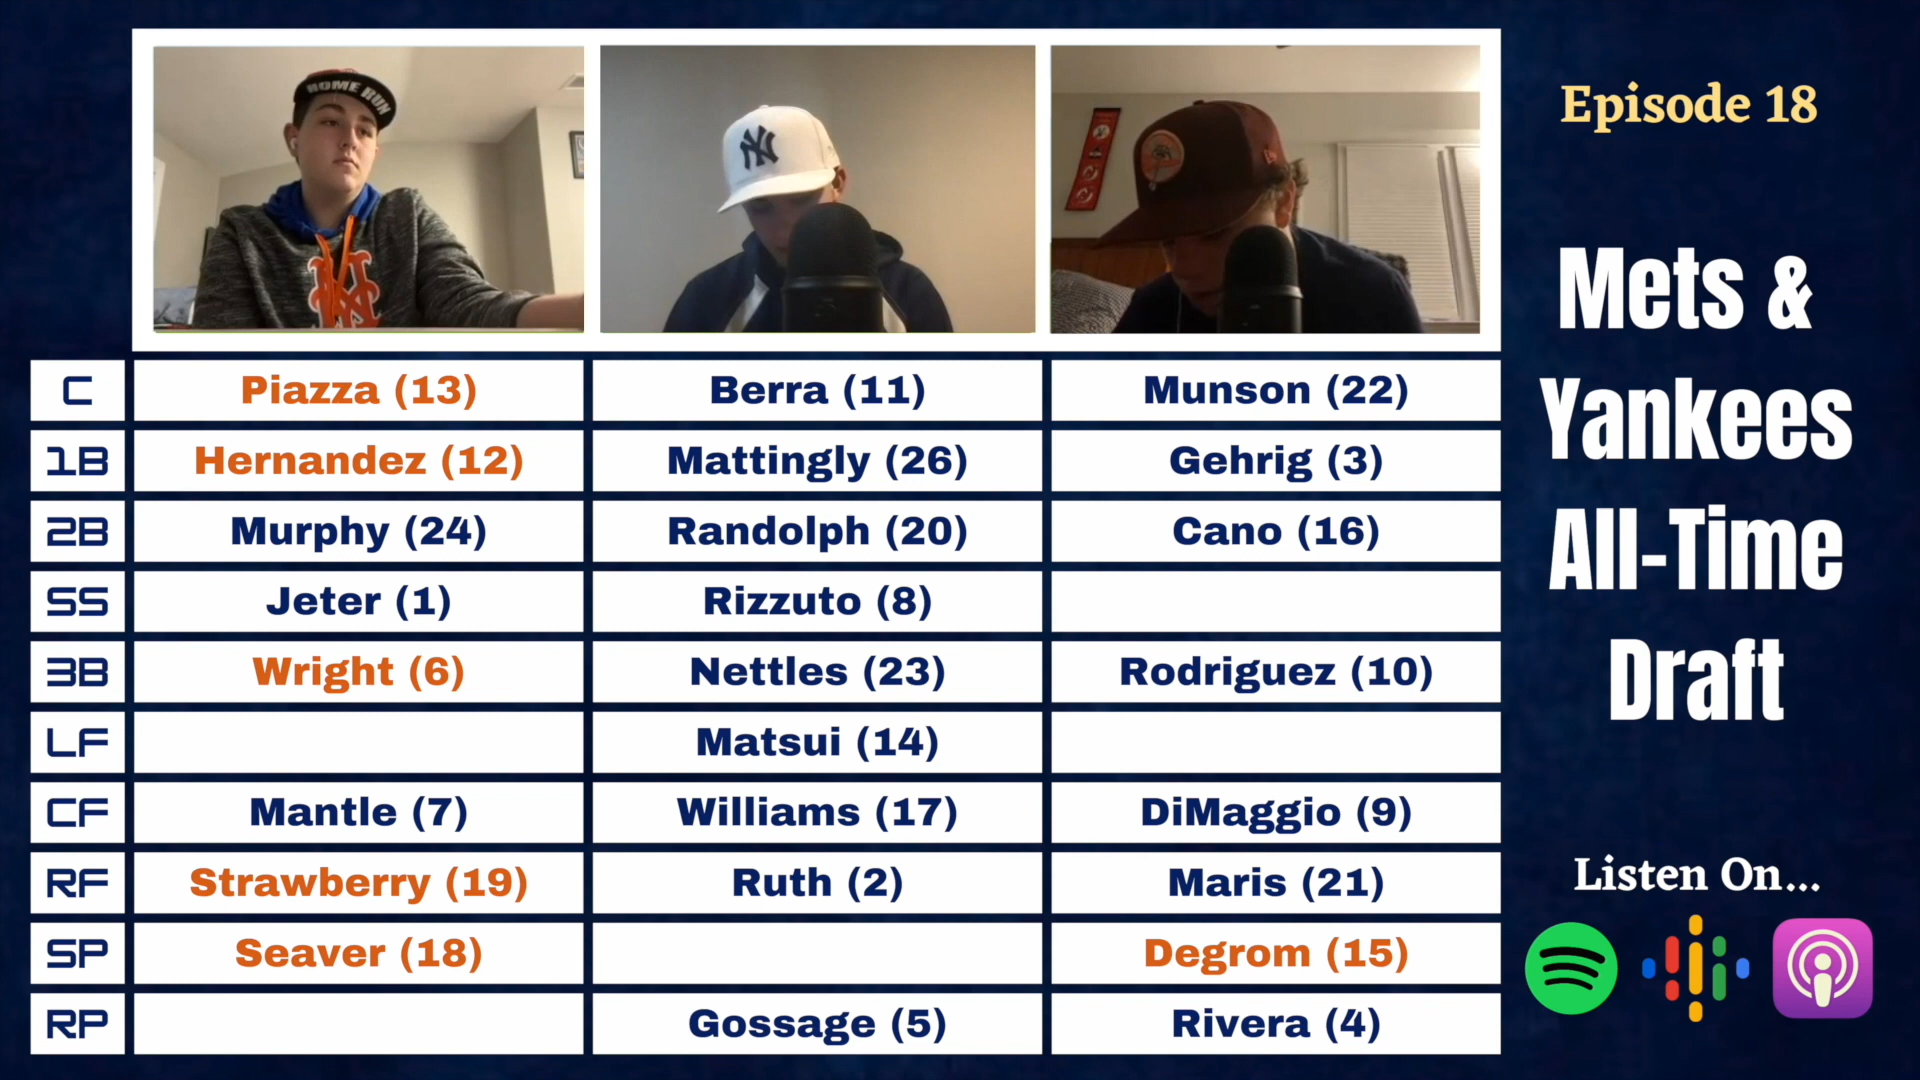 HOME RUN
NY
Episode 18
Mets &
Yankees
All-Time
Draft
C Piazza (13) Berra (11) Munson (22)
1B Hernandez (12) Mattingly (26) Gehrig (3)
2B Murphy (24) Randolph (20) Cano (16)
SS Jeter (1) Rizzuto (8)
3B Wright (6) Nettles (23) Rodriguez (10)
LF Matsui (14)
CF Mantle (7) Williams (17) DiMaggio (9)
RF Strawberry (19) Ruth (2) Maris (21)
SP Seaver (18) Degrom (15)
RP Gossage (5) Rivera (4)
Listen On...